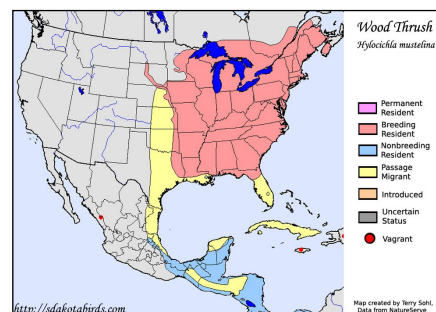 Wood Thrush
Hylocichla mustelina
Permanent
Resident
Breeding
Resident
Nonbreeding
Resident
Passage
Migrant
Introduced
Uncertain
Status
Vagrant
http://sdakotabirds.com
Map created by Terry Sohl,
Data from NatureServe